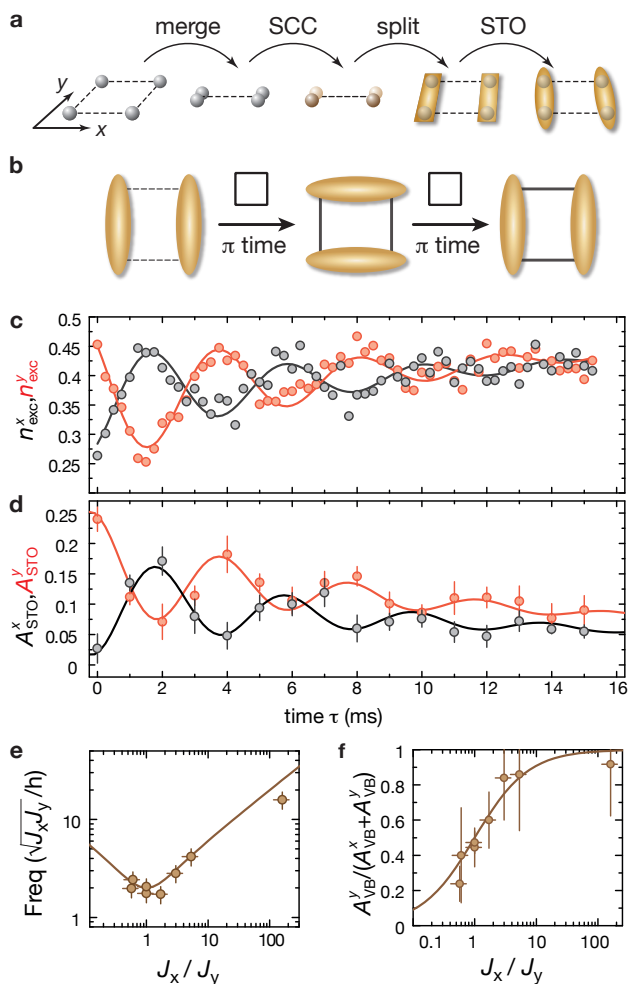 a
merge SCC split STO
y
x
b
π time π time
c
0.5
0.45
0.4
0.35
0.3
0.25
n^x_exc, n^y_exc
d
0.25
0.2
0.15
0.1
0.05
0
A^x_STO, A^y_STO
0 2 4 6 8 10 12 14 16
time τ (ms)
e
10
1
Freq (√J_xJ_y/h)
1 10 100
J_x / J_y
f
1
0.8
0.6
0.4
0.2
0
A^y_VB/(A^x_VB+A^y_VB)
0.1 1 10 100
J_x / J_y